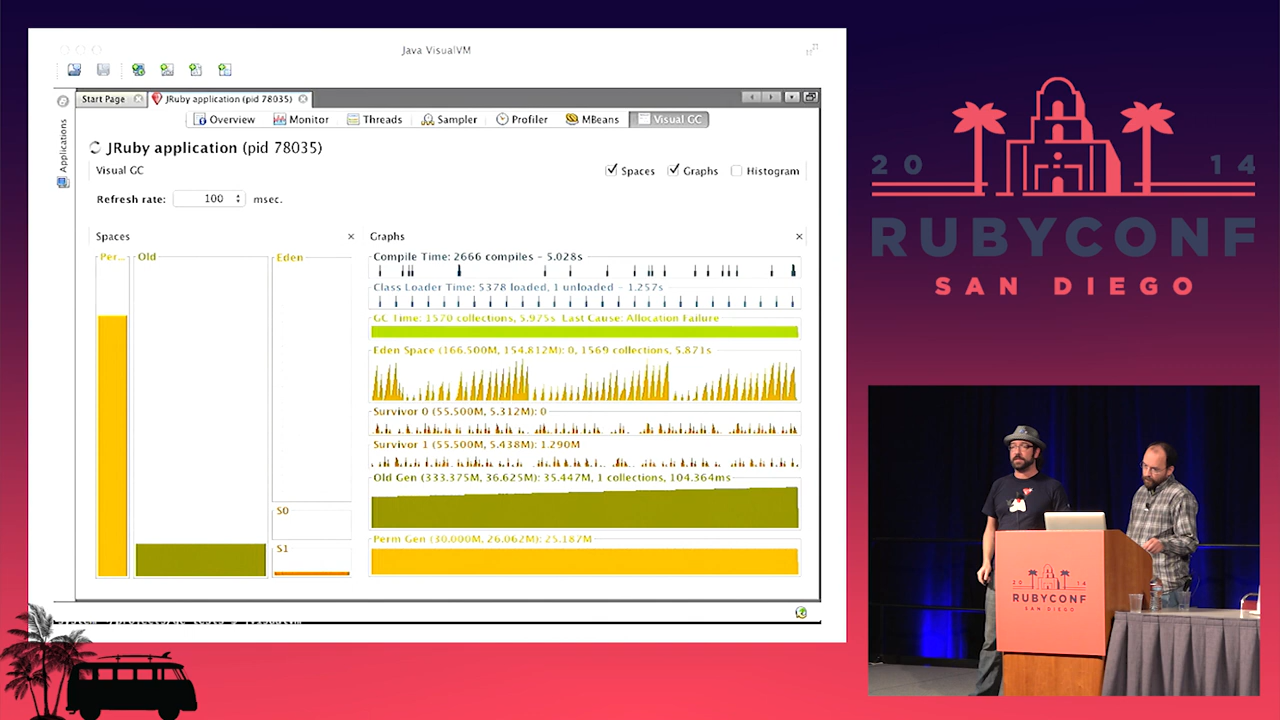 Java VisualVM
Applications
Start Page
JRuby application (pid 78035)
Overview
Monitor
Threads
Sampler
Profiler
MBeans
Visual GC
JRuby application (pid 78035)
Visual GC
Spaces
Graphs
Histogram
Refresh rate: 100 msec.
Spaces
Graphs
Per...
Old
Eden
S0
S1
Compile Time: 2666 compiles - 5.028s
Class Loader Time: 5378 loaded, 1 unloaded - 1.257s
GC Time: 1570 collections, 5.975s Last Cause: Allocation Failure
Eden Space (166.500M, 154.812M): 0, 1569 collections, 5.871s
Survivor 0 (55.500M, 5.312M): 0
Survivor 1 (55.500M, 5.438M): 1.290M
Old Gen (333.375M, 36.625M): 35.447M, 1 collections, 104.364ms
Perm Gen (30.000M, 26.062M): 25.187M
20 14
RUBYCONF
SAN DIEGO
20 14
RUBYCONF
SAN DIEGO